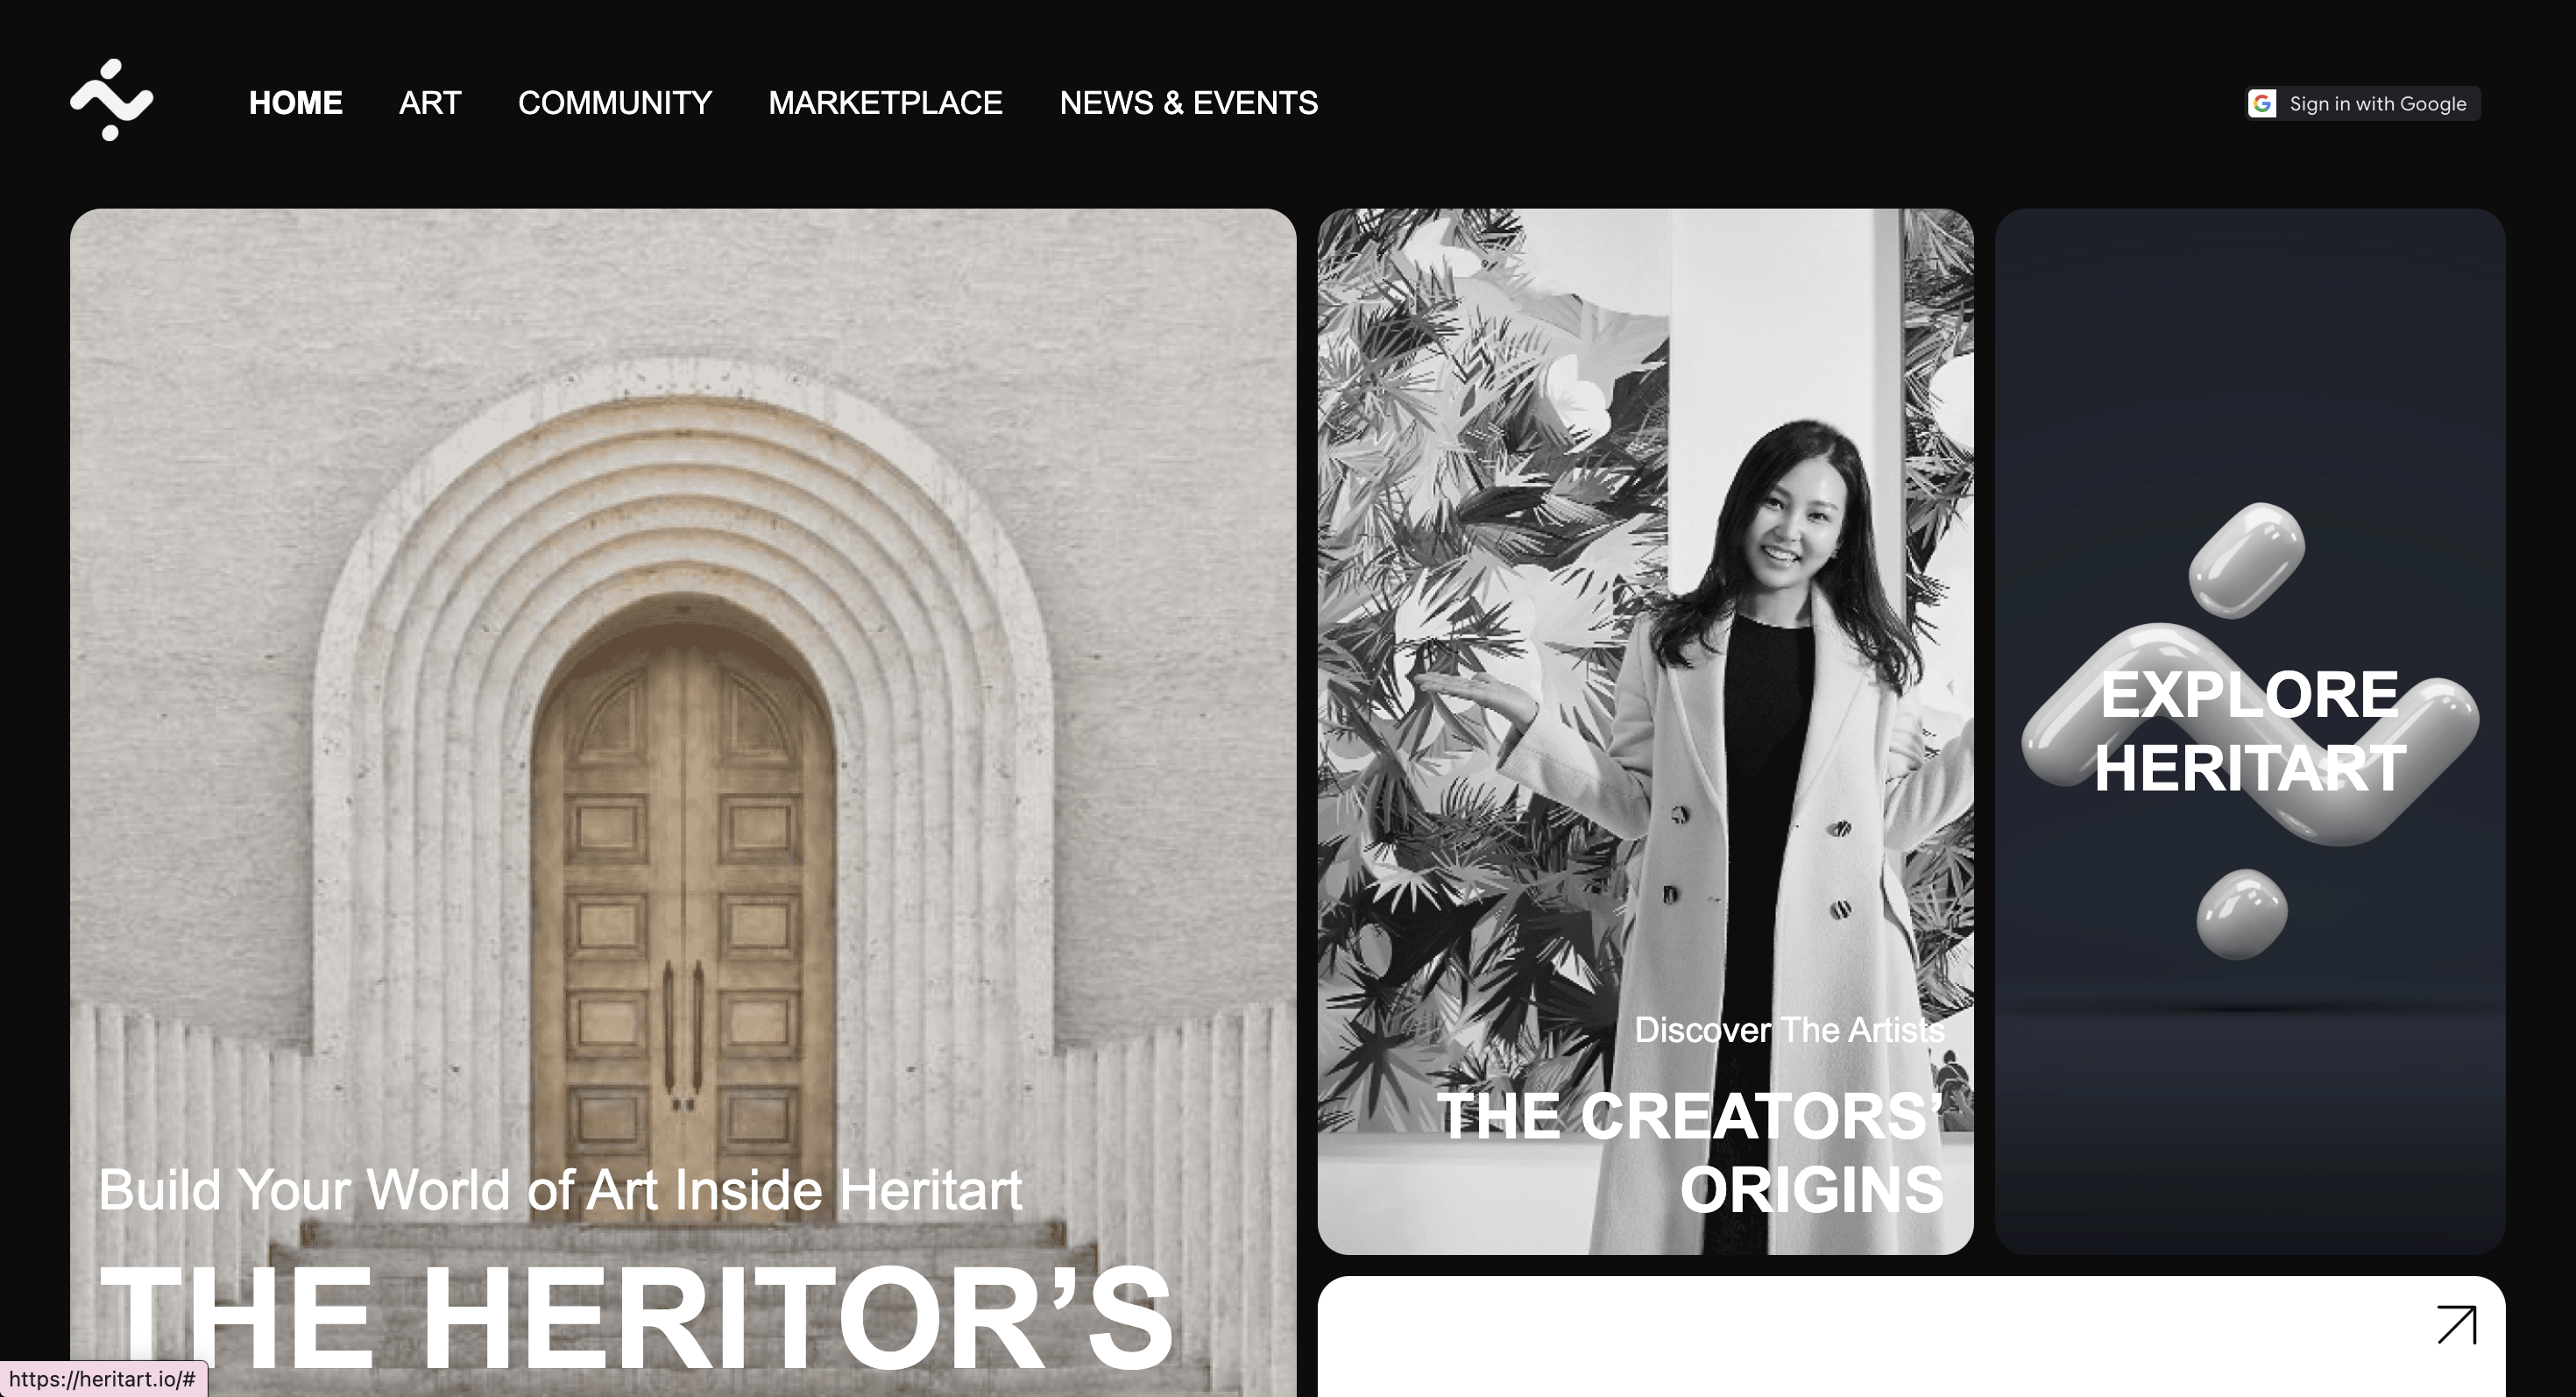 HOME ART COMMUNITY MARKETPLACE NEWS & EVENTS
Sign in with Google
Build Your World of Art Inside Heritart
THE HERITOR’S
Discover The Artists
THE CREATORS’
ORIGINS
EXPLORE
HERITART
https://heritart.io/#